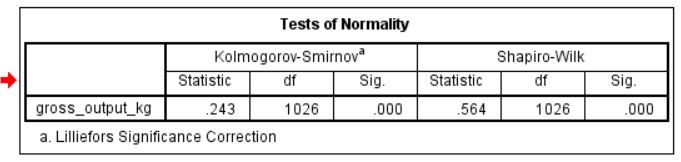 Tests of Normality
Kolmogorov-Smirnovᵃ Shapiro-Wilk
Statistic df Sig. Statistic df Sig.
gross_output_kg .243 1026 .000 .564 1026 .000
a. Lilliefors Significance Correction